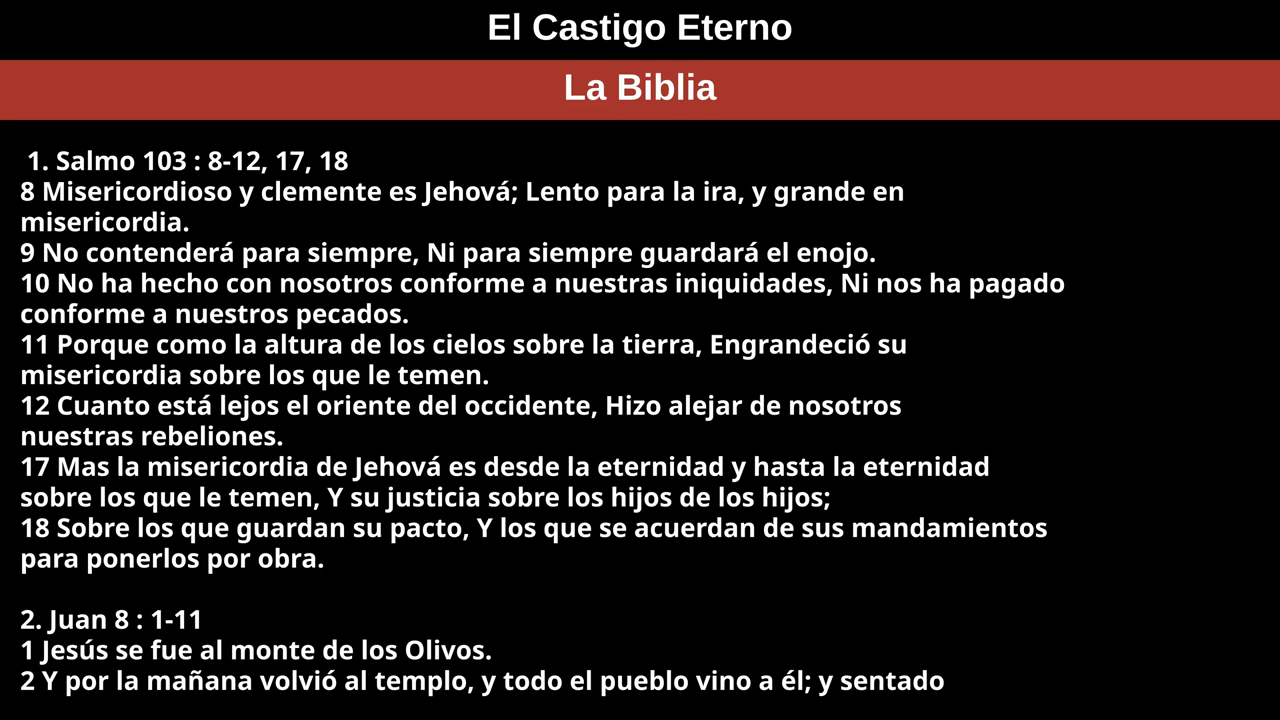 El Castigo Eterno
La Biblia
1. Salmo 103 : 8-12, 17, 18
8 Misericordioso y clemente es Jehová; Lento para la ira, y grande en
misericordia.
9 No contenderá para siempre, Ni para siempre guardará el enojo.
10 No ha hecho con nosotros conforme a nuestras iniquidades, Ni nos ha pagado
conforme a nuestros pecados.
11 Porque como la altura de los cielos sobre la tierra, Engrandeció su
misericordia sobre los que le temen.
12 Cuanto está lejos el oriente del occidente, Hizo alejar de nosotros
nuestras rebeliones.
17 Mas la misericordia de Jehová es desde la eternidad y hasta la eternidad
sobre los que le temen, Y su justicia sobre los hijos de los hijos;
18 Sobre los que guardan su pacto, Y los que se acuerdan de sus mandamientos
para ponerlos por obra.
2. Juan 8 : 1-11
1 Jesús se fue al monte de los Olivos.
2 Y por la mañana volvió al templo, y todo el pueblo vino a él; y sentado